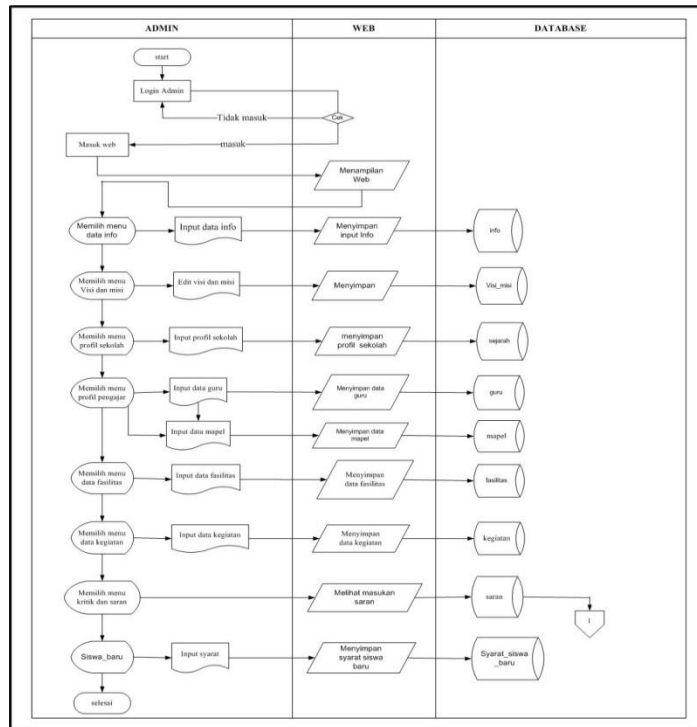 ADMIN
WEB
DATABASE
start
Login Admin
Tidak masuk
Cek
Masuk web
masuk
Menampilan
Web
Memilih menu
data info
Input data info
Menyimpan
input Info
Info
Memilih menu
Visi dan misi
Edit visi dan misi
Menyimpan
Visi_misi
Memilih menu
profil sekolah
Input profil sekolah
menyimpan
profil sekolah
sejarah
Memilih menu
profil pengajar
Input data guru
Menyimpan data
guru
guru
Input data mapel
Menyimpan data
mapel
mapel
Memilih menu
data fasilitas
Input data fasilitas
Menyimpan
data fasilitas
fasilitas
Memilih menu
data kegiatan
Input data kegiatan
Menyimpan
data kegiatan
kegiatan
Memilih menu
kritik dan saran
Melihat masukan
saran
saran
1
Siswa_baru
Input syarat
Menyimpan
syarat siswa
baru
Syarat_siswa
_baru
selesai